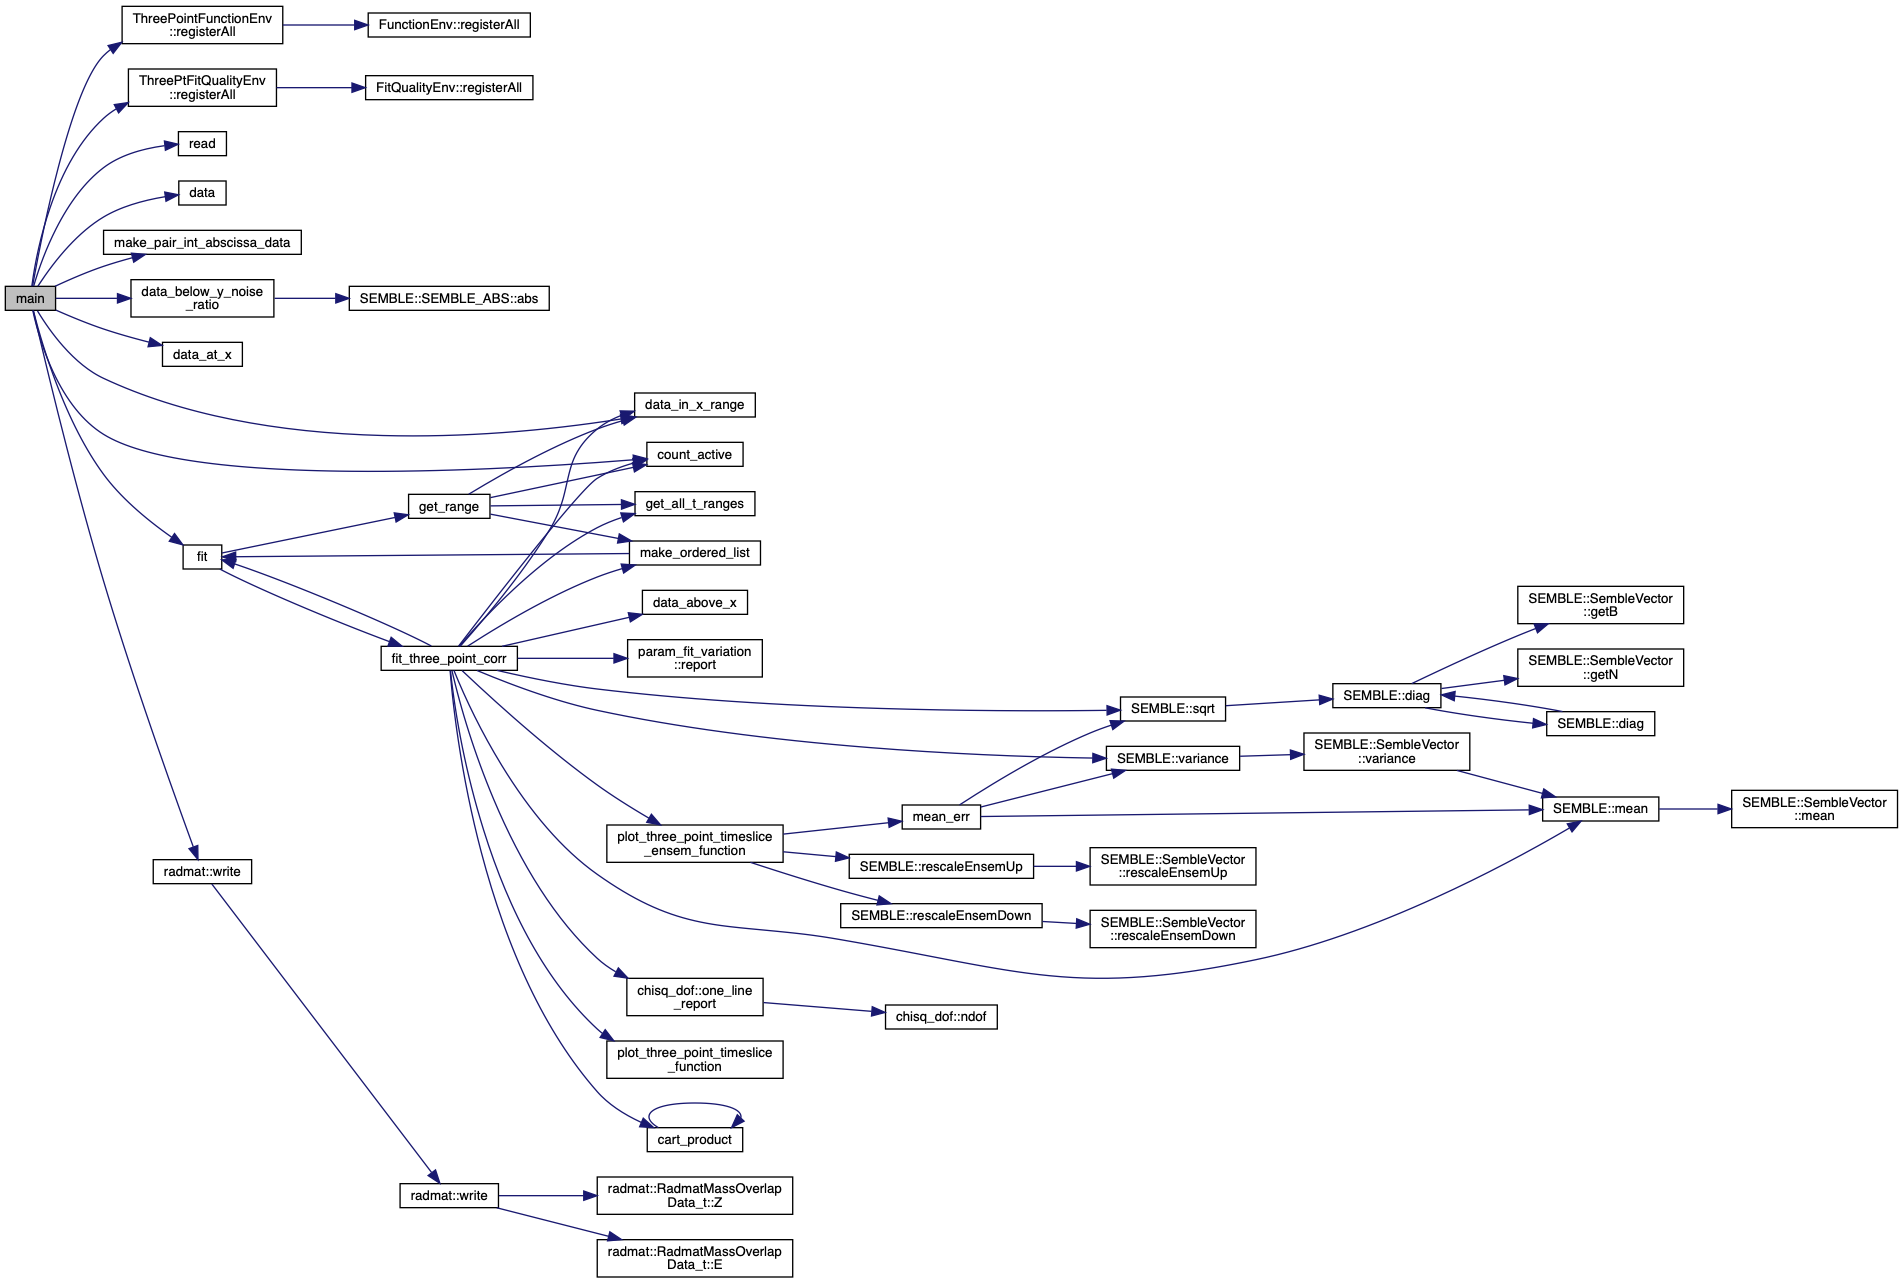 ThreePointFunctionEnv
::registerAll
FunctionEnv::registerAll
ThreePtFitQualityEnv
::registerAll
FitQualityEnv::registerAll
read
data
make_pair_int_abscissa_data
main
data_below_y_noise
_ratio
SEMBLE::SEMBLE_ABS::abs
data_at_x
data_in_x_range
count_active
get_range
get_all_t_ranges
fit
make_ordered_list
data_above_x
fit_three_point_corr
param_fit_variation
::report
SEMBLE::SembleVector
::getB
SEMBLE::SembleVector
::getN
SEMBLE::sqrt
SEMBLE::diag
SEMBLE::diag
SEMBLE::variance
SEMBLE::SembleVector
::variance
mean_err
SEMBLE::mean
SEMBLE::SembleVector
::mean
plot_three_point_timeslice
_ensem_function
SEMBLE::rescaleEnsemUp
SEMBLE::SembleVector
::rescaleEnsemUp
SEMBLE::rescaleEnsemDown
SEMBLE::SembleVector
::rescaleEnsemDown
radmat::write
chisq_dof::one_line
_report
chisq_dof::ndof
plot_three_point_timeslice
_function
cart_product
radmat::write
radmat::RadmatMassOverlap
Data_t::Z
radmat::RadmatMassOverlap
Data_t::E